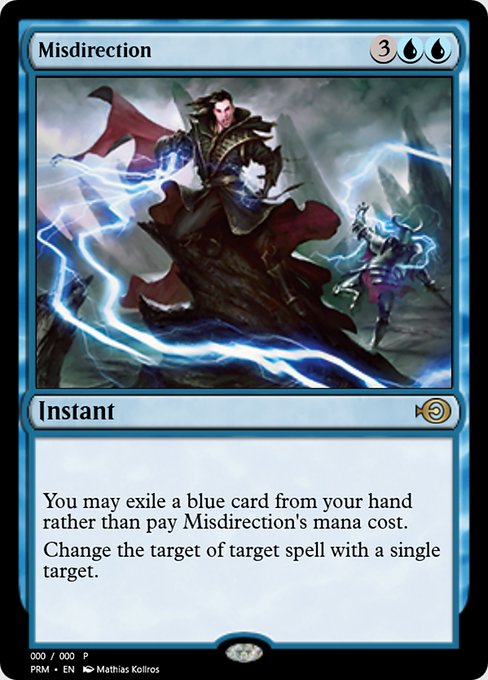 Misdirection 3
Instant
You may exile a blue card from your hand
rather than pay Misdirection's mana cost.
Change the target of target spell with a single
target.
000 / 000 P
PRM • EN Mathias Kollros